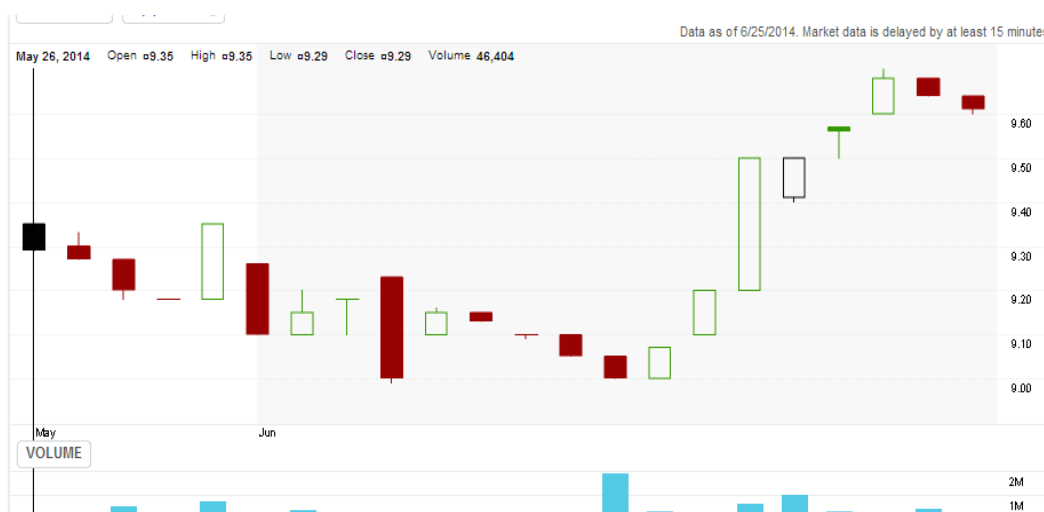 Data as of 6/25/2014. Market data is delayed by at least 15 minutes
May 26, 2014 Open ¤9.35 High ¤9.35 Low ¤9.29 Close ¤9.29 Volume 46,404
9.60
9.50
9.40
9.30
9.20
9.10
9.00
May Jun
VOLUME
2M
1M